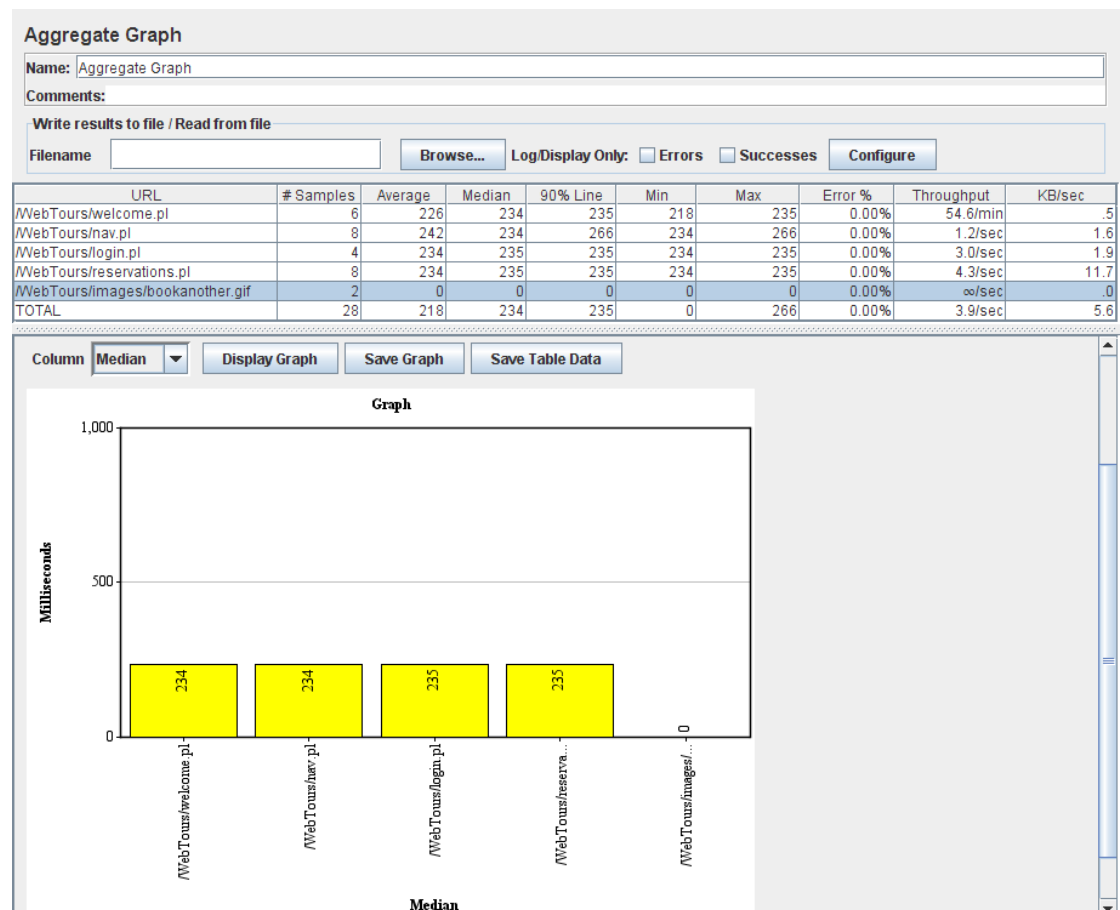 Aggregate Graph
Name: Aggregate Graph
Comments:
Write results to file / Read from file
Filename Browse... Log/Display Only: Errors Successes Configure
URL # Samples Average Median 90% Line Min Max Error % Throughput KB/sec
/WebTours/welcome.pl 6 226 234 235 218 235 0.00% 54.6/min .5
/WebTours/nav.pl 8 242 234 266 234 266 0.00% 1.2/sec 1.6
/WebTours/login.pl 4 234 235 235 234 235 0.00% 3.0/sec 1.9
/WebTours/reservations.pl 8 234 235 235 234 235 0.00% 4.3/sec 11.7
/WebTours/images/bookanother.gif 2 0 0 0 0 0 0.00% ∞/sec .0
TOTAL 28 218 234 235 0 266 0.00% 3.9/sec 5.6
Column Median Display Graph Save Graph Save Table Data
Graph
1,000
500
0
Milliseconds
234 234 235 235 0
/WebTours/welcome.pl
/WebTours/nav.pl
/WebTours/login.pl
/WebTours/reserva...
/WebTours/images/...
Median